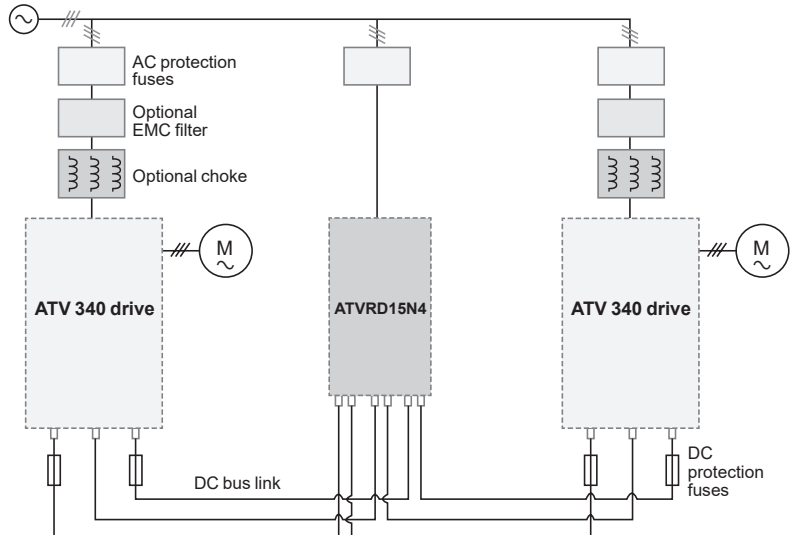 AC protection
fuses
Optional
EMC filter
Optional choke
M
M
ATV 340 drive
ATVRD15N4
ATV 340 drive
DC bus link
DC
protection
fuses